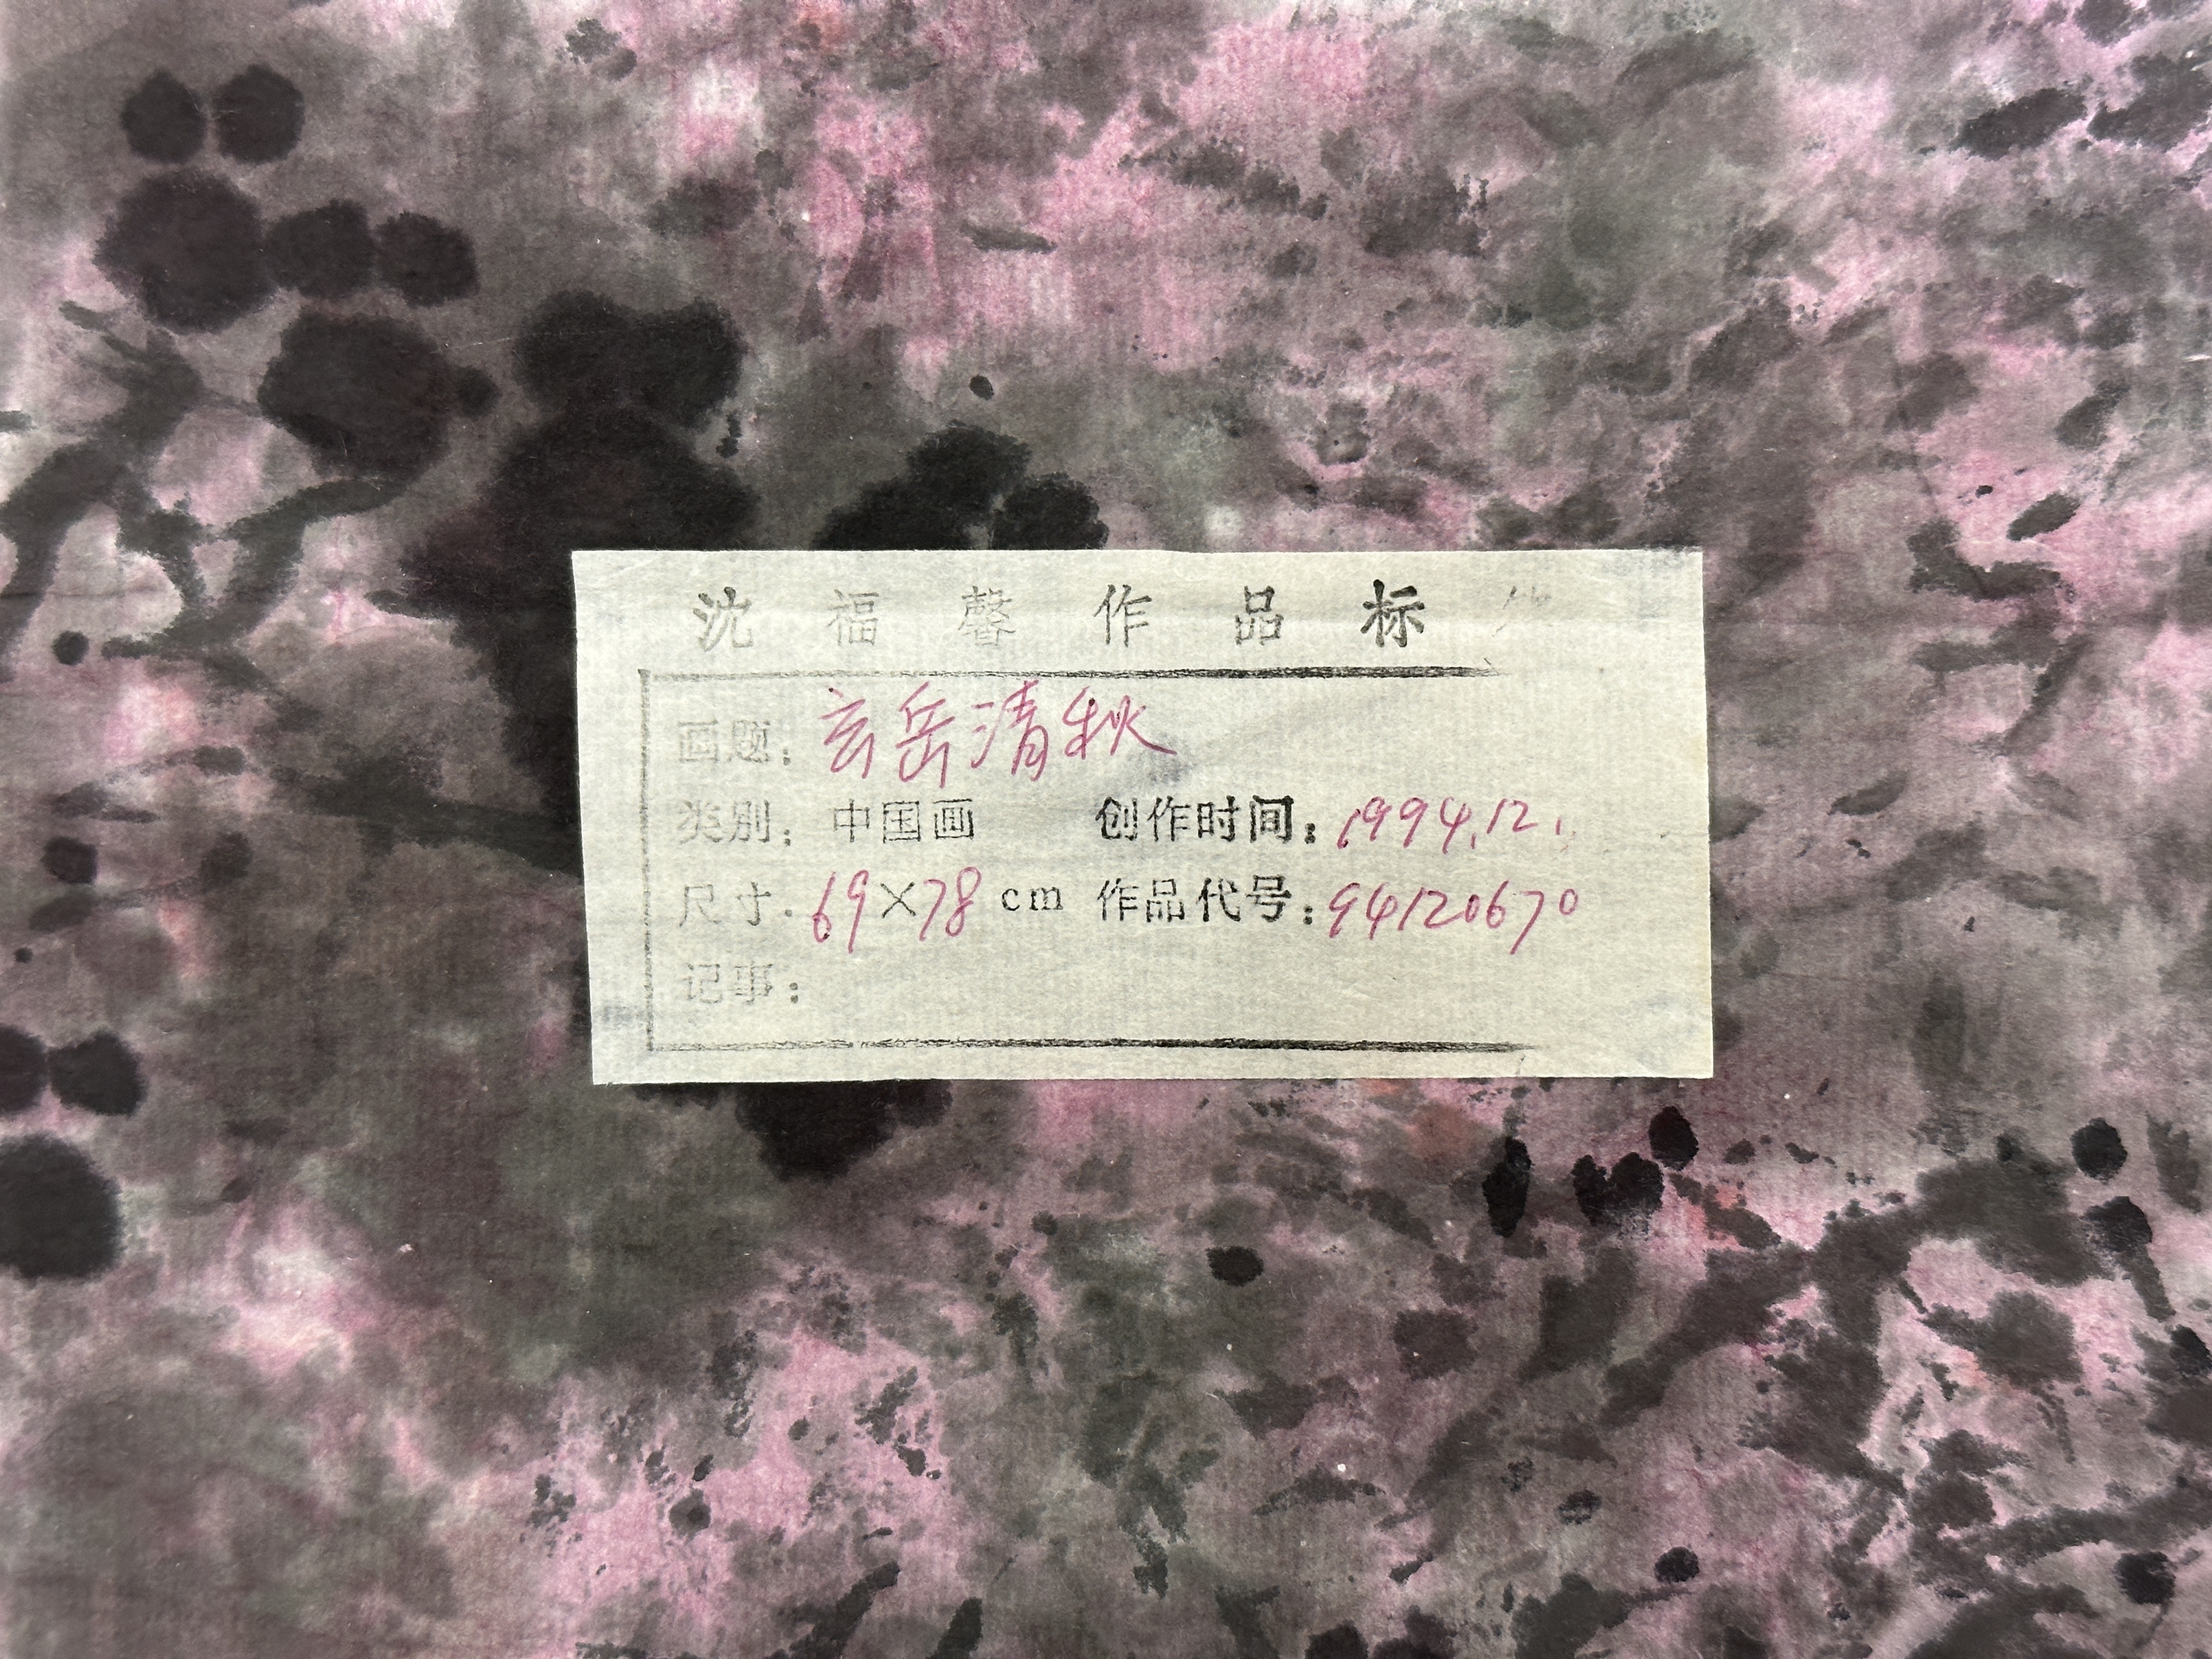 沈福馨作品标
画题：玄岳清秋
类别：中国画 创作时间：1994.12.
尺寸：69×78 cm 作品代号：94120670
记事：